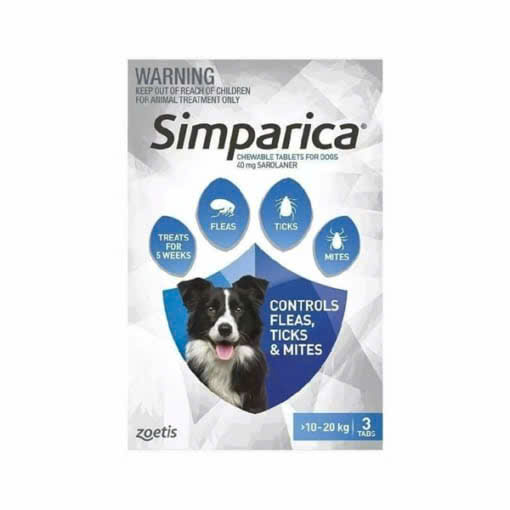 WARNING
KEEP OUT OF REACH OF CHILDREN
FOR ANIMAL TREATMENT ONLY
Simparica®
CHEWABLE TABLETS FOR DOGS
40 mg SAROLANER
TREATS
FOR
5 WEEKS
FLEAS
TICKS
MITES
CONTROLS
FLEAS,
TICKS
& MITES
zoetis
>10-20 kg
3
TABS